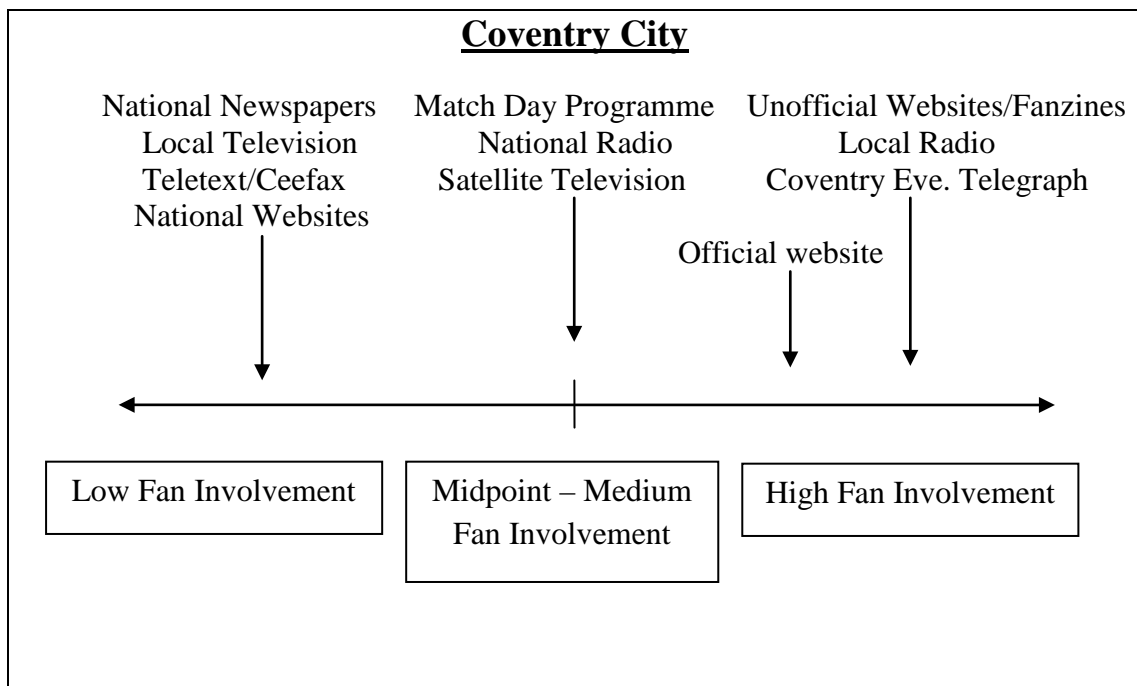 Coventry City
National Newspapers
Local Television
Teletext/Ceefax
National Websites
Match Day Programme
National Radio
Satellite Television
Unofficial Websites/Fanzines
Local Radio
Coventry Eve. Telegraph
Official website
Low Fan Involvement
Midpoint – Medium
Fan Involvement
High Fan Involvement